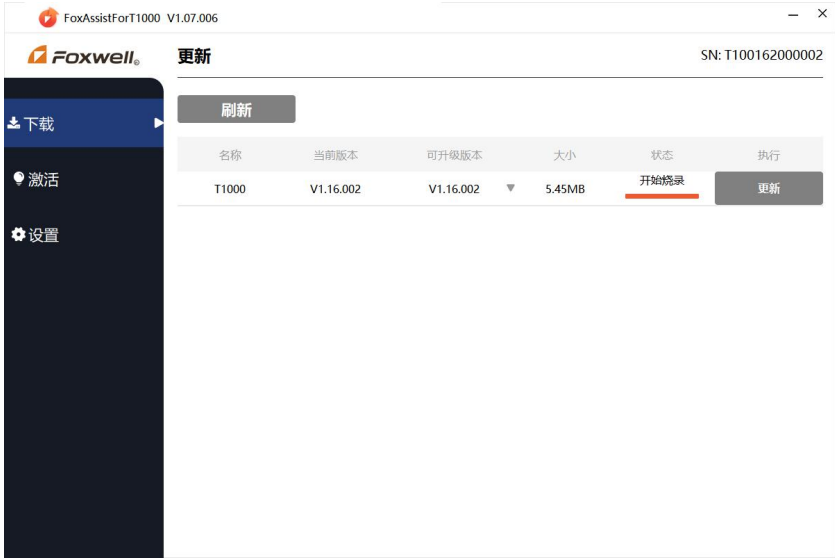 FoxAssistForT1000 V1.07.006
Foxwell®
更新
SN: T100162000002
下载
激活
设置
刷新
名称 当前版本 可升级版本 大小 状态 执行
T1000 V1.16.002 V1.16.002 5.45MB 开始烧录 更新